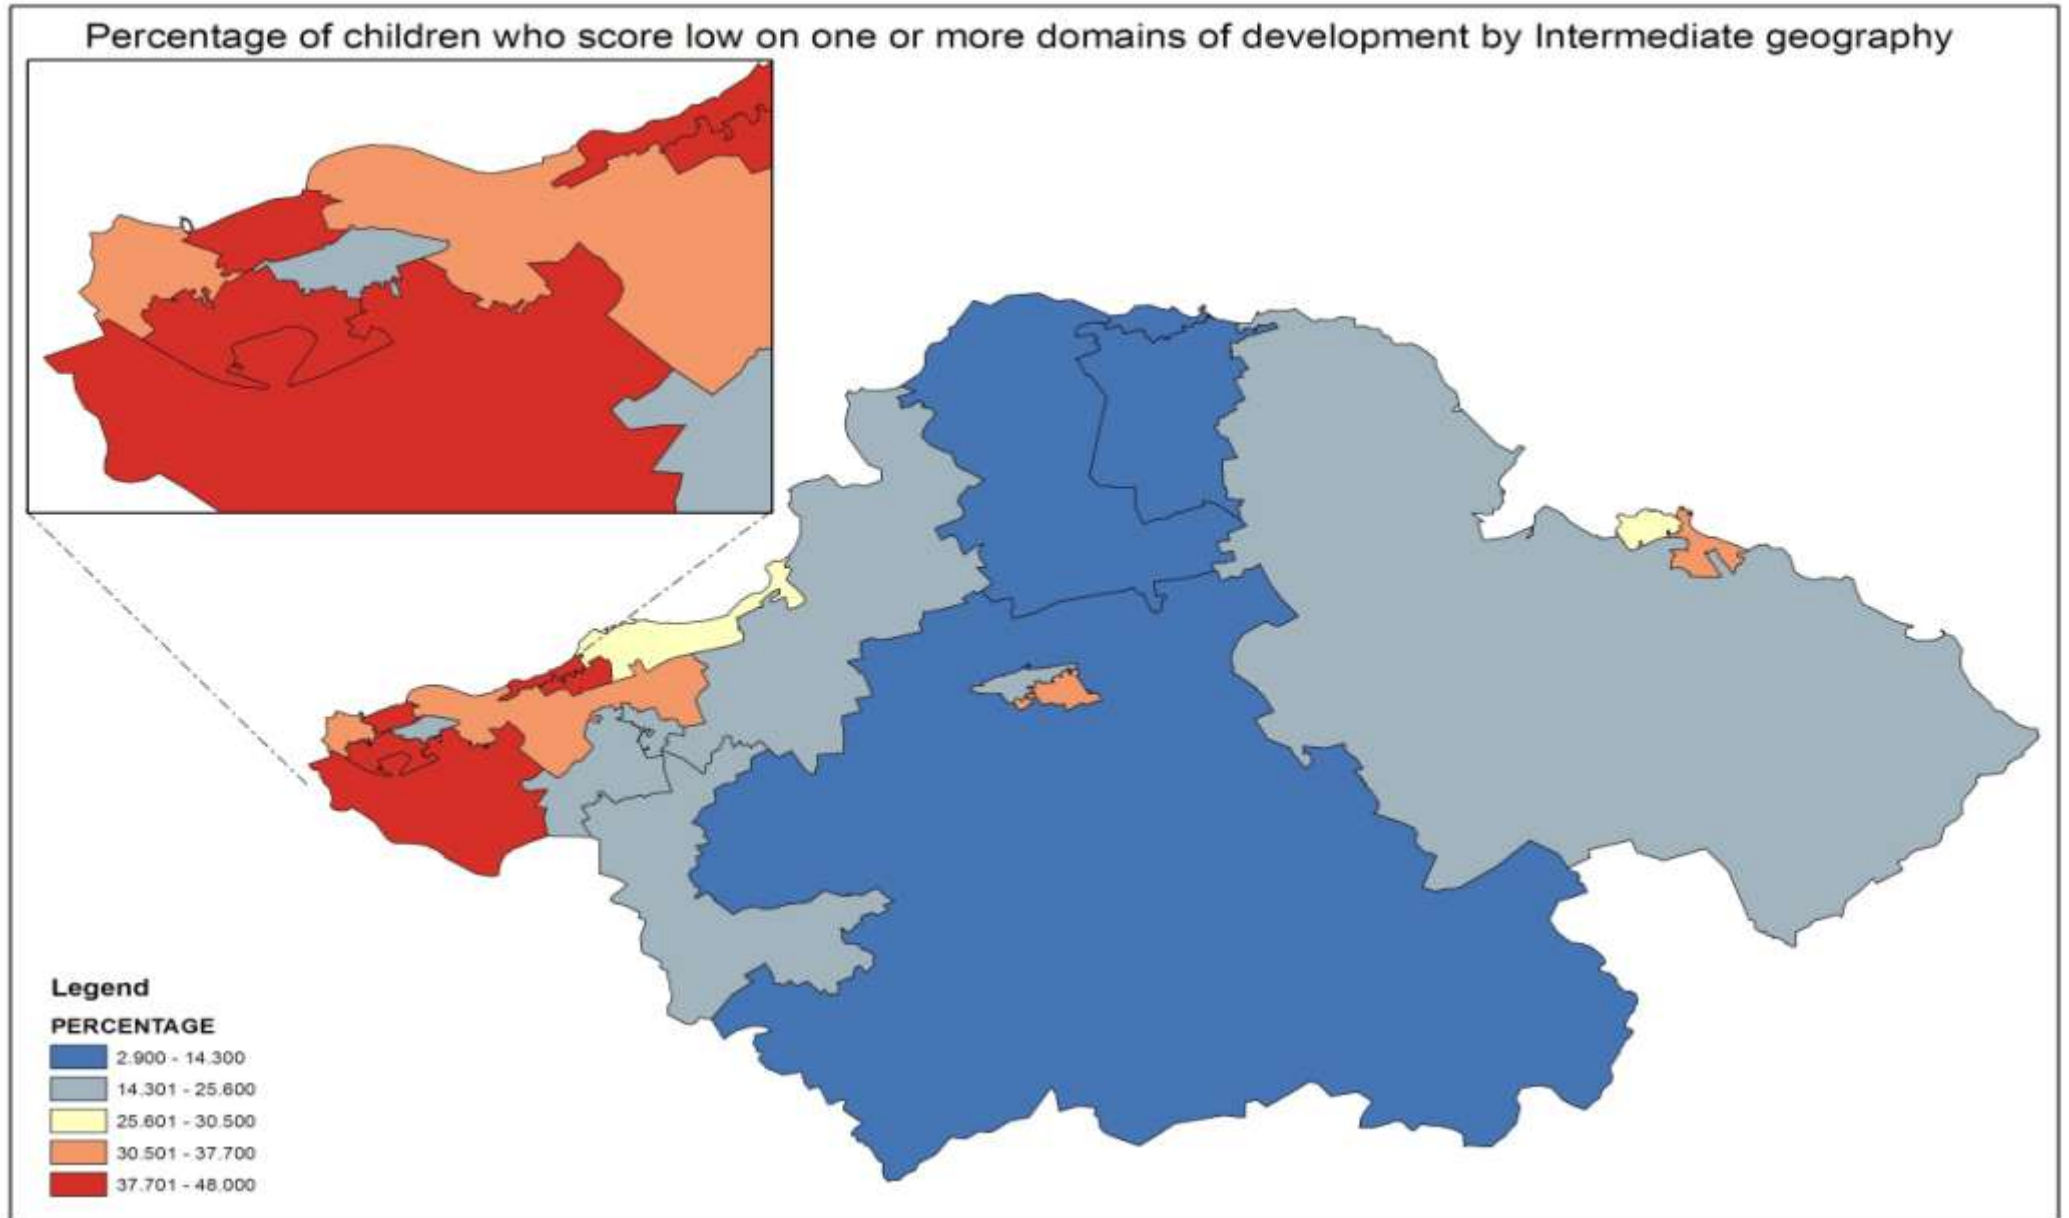 Percentage of children who score low on one or more domains of development by Intermediate geography
Legend
PERCENTAGE
2.900 - 14.300
14.301 - 25.600
25.601 - 30.500
30.501 - 37.700
37.701 - 48.000